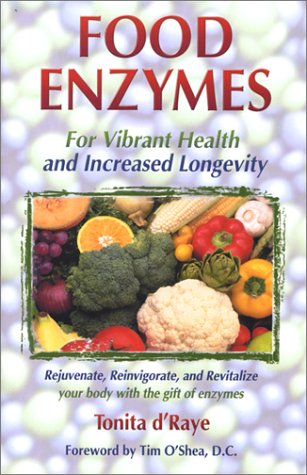 FOOD
ENZYMES
For Vibrant Health
and Increased Longevity
Rejuvenate, Reinvigorate, and Revitalize
your body with the gift of enzymes
Tonita d'Raye
Foreword by Tim O'Shea, D.C.